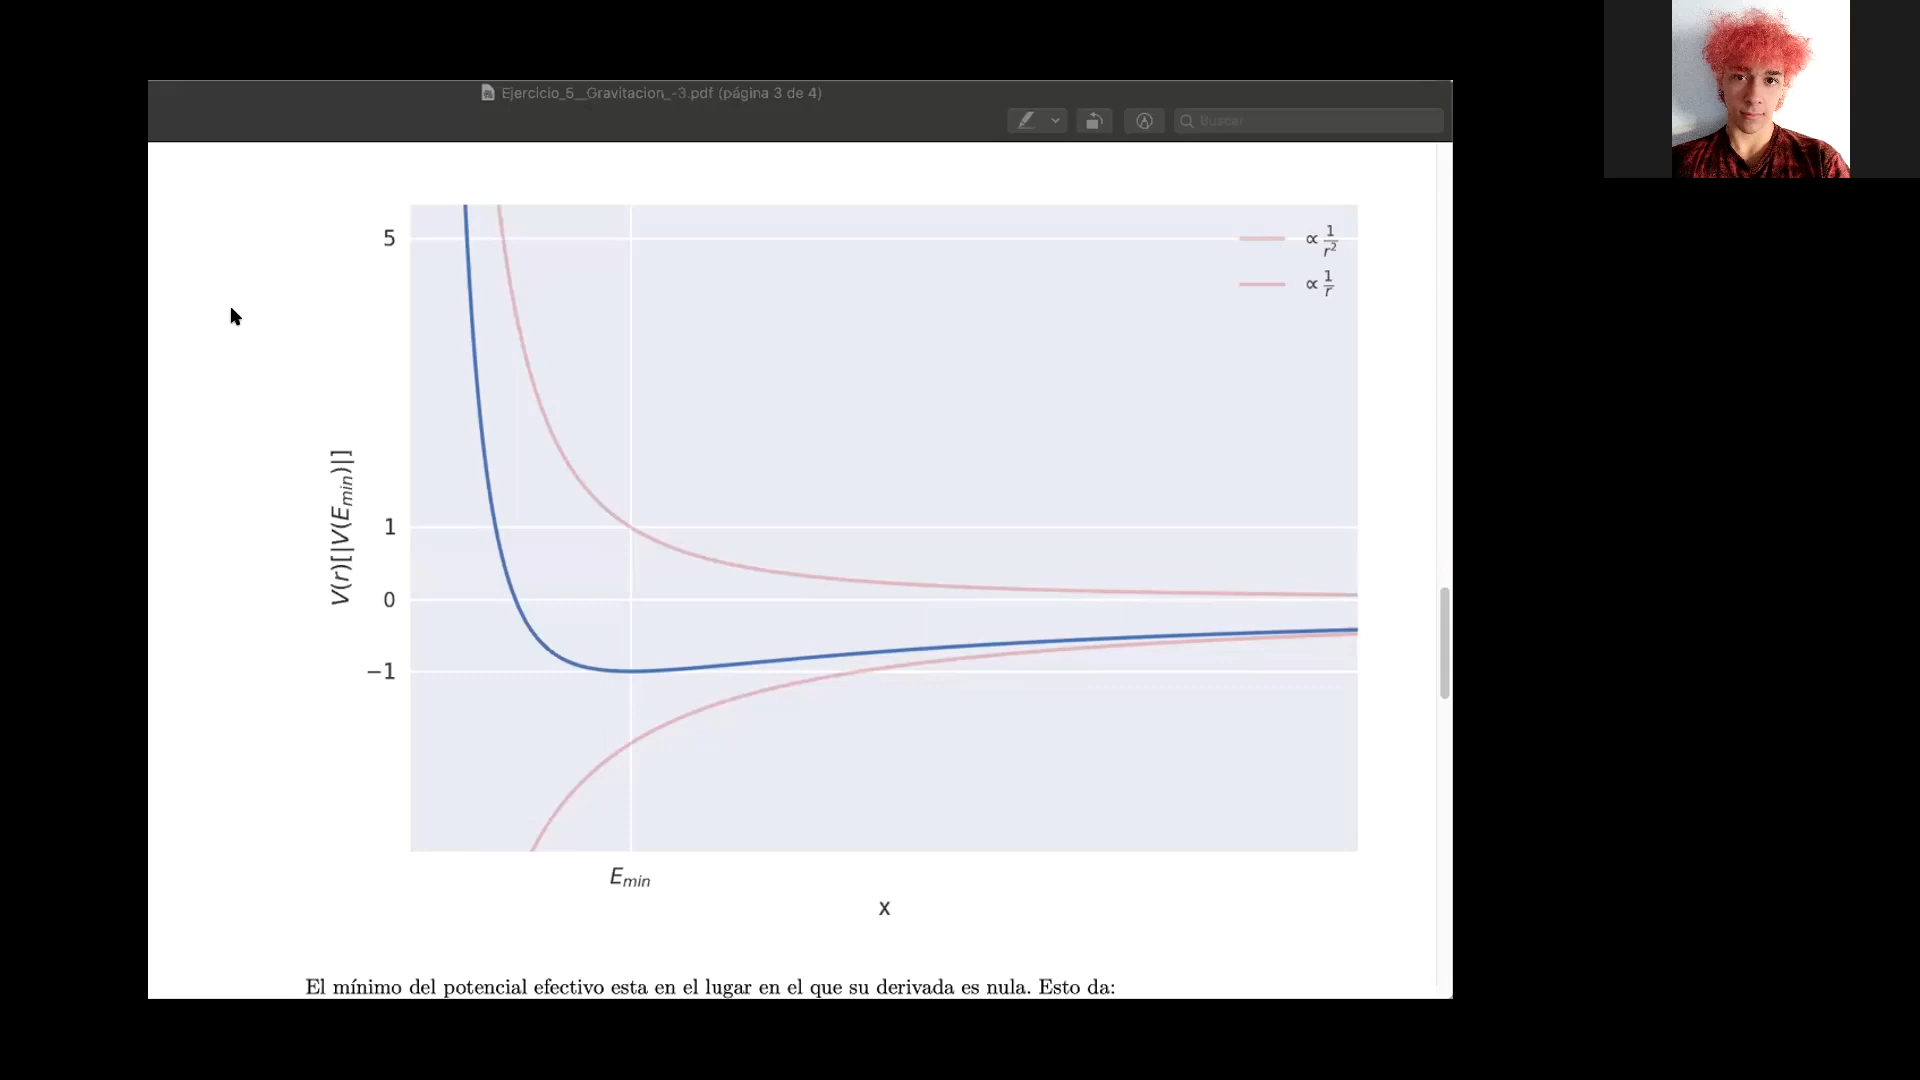 Ejercicio_5__Gravitacion_-3.pdf (página 3 de 4)
Buscar
5
∝ 1/r²
∝ 1/r
V(r)[|V(E_min)|]
1
0
−1
E_min
x
El mínimo del potencial efectivo esta en el lugar en el que su derivada es nula. Esto da: